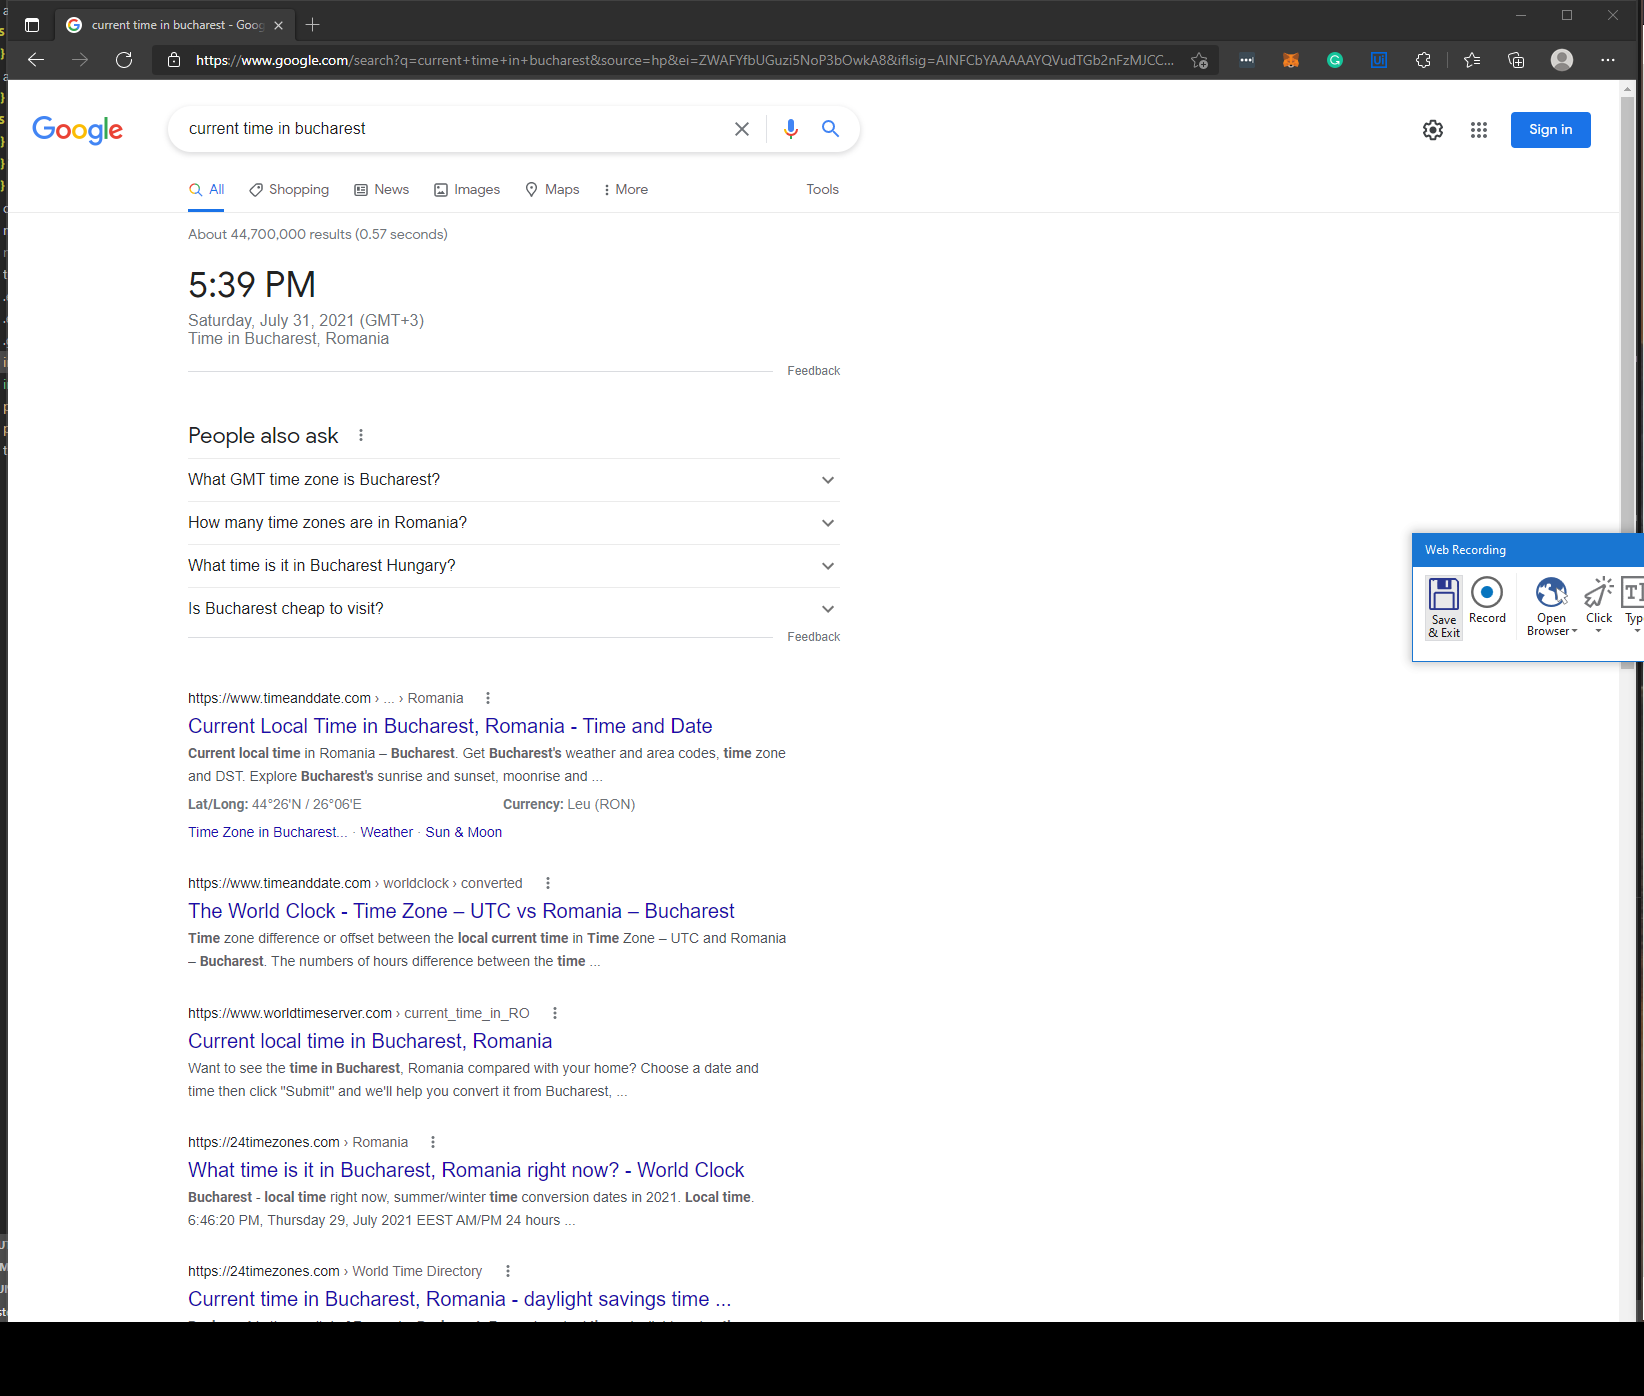 current time in bucharest - Goog
https://www.google.com/search?q=current+time+in+bucharest&source=hp&ei=ZWAFYfbUGuzi5NoP3bOwkA8&iflsig=AINFCbYAAAAAYQVudTGb2nFzMJCC...
Google
current time in bucharest
Sign in
All Shopping News Images Maps More Tools
About 44,700,000 results (0.57 seconds)
5:39 PM
Saturday, July 31, 2021 (GMT+3)
Time in Bucharest, Romania
Feedback
People also ask
What GMT time zone is Bucharest?
How many time zones are in Romania?
What time is it in Bucharest Hungary?
Is Bucharest cheap to visit?
Feedback
Web Recording
Save & Exit
Record
Open Browser
Click
Typ
https://www.timeanddate.com › ... › Romania
Current Local Time in Bucharest, Romania - Time and Date
Current local time in Romania – Bucharest. Get Bucharest's weather and area codes, time zone
and DST. Explore Bucharest's sunrise and sunset, moonrise and ...
Lat/Long: 44°26'N / 26°06'E Currency: Leu (RON)
Time Zone in Bucharest... · Weather · Sun & Moon
https://www.timeanddate.com › worldclock › converted
The World Clock - Time Zone – UTC vs Romania – Bucharest
Time zone difference or offset between the local current time in Time Zone – UTC and Romania
– Bucharest. The numbers of hours difference between the time ...
https://www.worldtimeserver.com › current_time_in_RO
Current local time in Bucharest, Romania
Want to see the time in Bucharest, Romania compared with your home? Choose a date and
time then click "Submit" and we'll help you convert it from Bucharest, ...
https://24timezones.com › Romania
What time is it in Bucharest, Romania right now? - World Clock
Bucharest - local time right now, summer/winter time conversion dates in 2021. Local time.
6:46:20 PM, Thursday 29, July 2021 EEST AM/PM 24 hours ...
https://24timezones.com › World Time Directory
Current time in Bucharest, Romania - daylight savings time ...